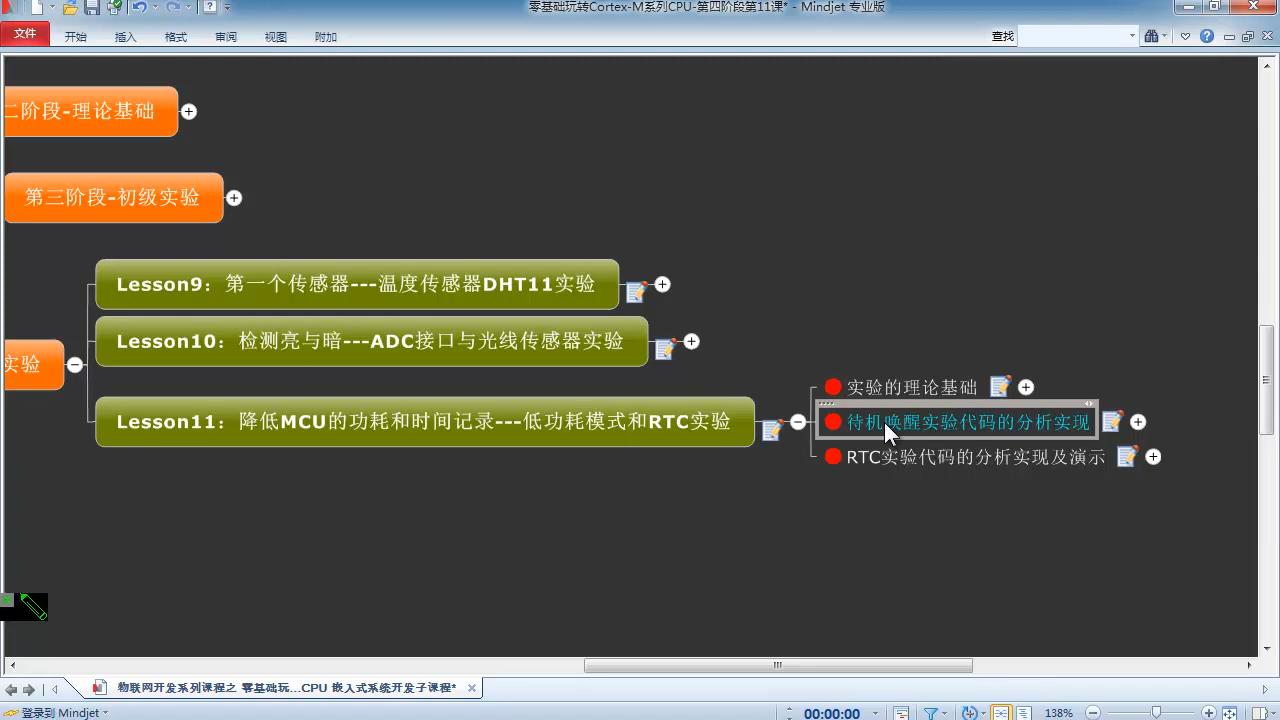 零基础玩转Cortex-M系列CPU-第四阶段第11课* - Mindjet 专业版
文件 开始 插入 格式 审阅 视图 附加 查找
二阶段-理论基础
第三阶段-初级实验
Lesson9：第一个传感器---温度传感器DHT11实验
Lesson10：检测亮与暗---ADC接口与光线传感器实验
实验
Lesson11：降低MCU的功耗和时间记录---低功耗模式和RTC实验
实验的理论基础
待机唤醒实验代码的分析实现
RTC实验代码的分析实现及演示
物联网开发系列课程之 零基础玩...CPU 嵌入式系统开发子课程*
登录到 Mindjet 00:00:00 138%